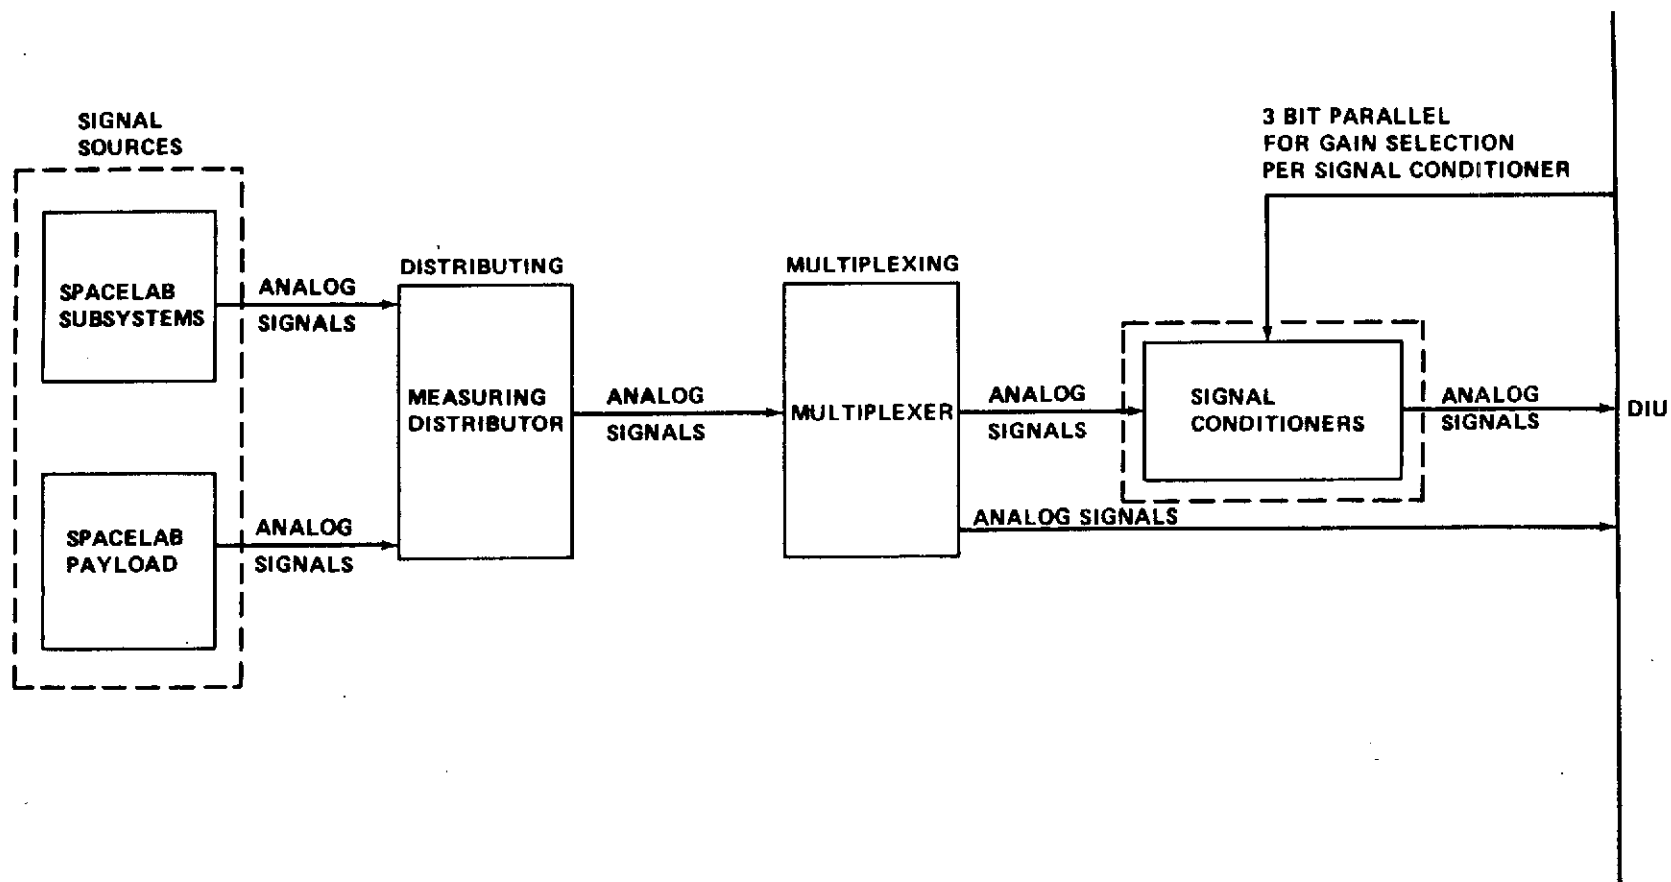 SIGNAL
SOURCES
SPACELAB
SUBSYSTEMS
SPACELAB
PAYLOAD
ANALOG
SIGNALS
ANALOG
SIGNALS
DISTRIBUTING
MEASURING
DISTRIBUTOR
ANALOG
SIGNALS
MULTIPLEXING
MULTIPLEXER
ANALOG
SIGNALS
ANALOG SIGNALS
3 BIT PARALLEL
FOR GAIN SELECTION
PER SIGNAL CONDITIONER
SIGNAL
CONDITIONERS
ANALOG
SIGNALS
DIU